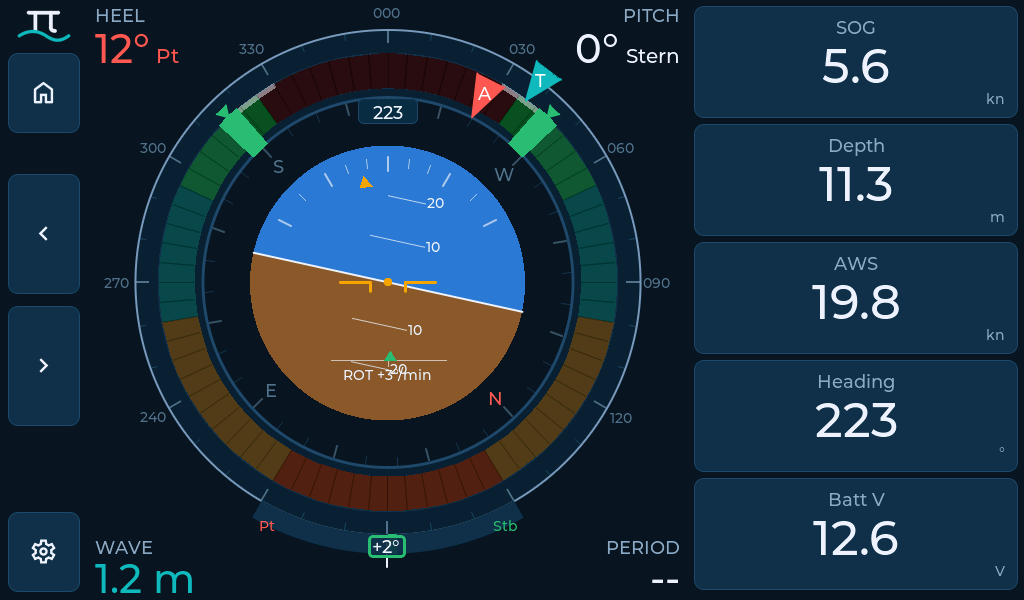 HEEL
12° Pt
PITCH
0° Stern
000
330
030
300
060
270
090
240
120
A
T
223
S
W
E
N
20
10
10
20
ROT +3°/min
Pt
Stb
+2°
WAVE
1.2 m
PERIOD
--
SOG
5.6
kn
Depth
11.3
m
AWS
19.8
kn
Heading
223
°
Batt V
12.6
V